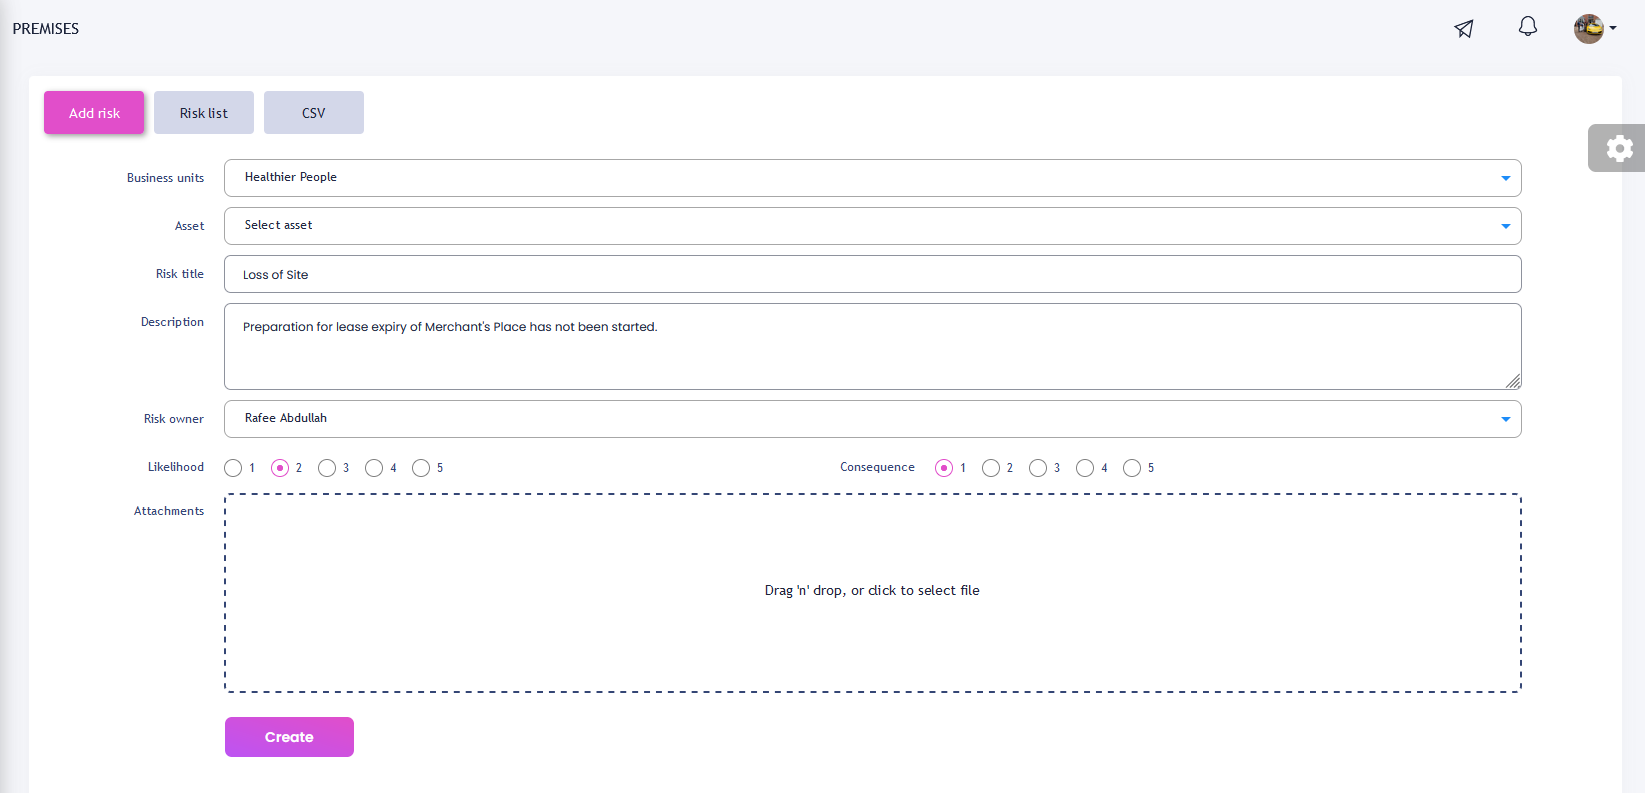 PREMISES
Add risk
Risk list
CSV
Business units
Healthier People
Asset
Select asset
Risk title
Loss of Site
Description
Preparation for lease expiry of Merchant's Place has not been started.
Risk owner
Rafee Abdullah
Likelihood 1 2 3 4 5
Consequence 1 2 3 4 5
Attachments
Drag 'n' drop, or click to select file
Create